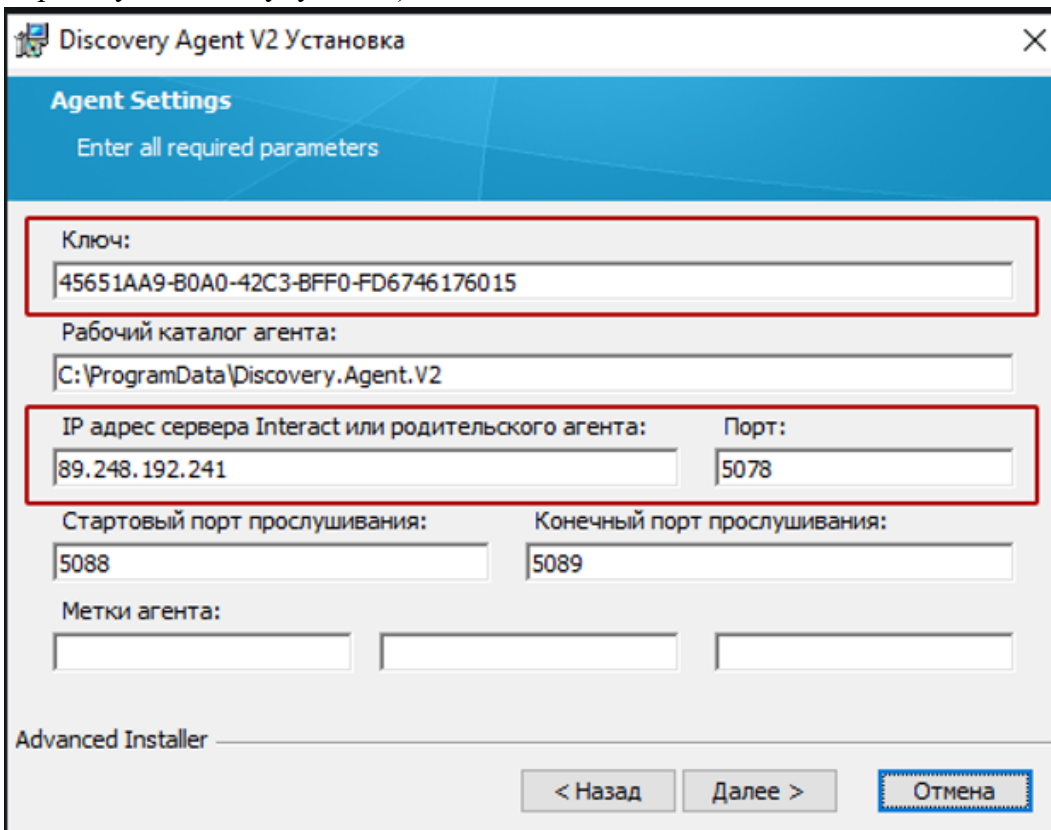 Discovery Agent V2 Установка
Agent Settings
Enter all required parameters
Ключ:
45651AA9-B0A0-42C3-BFF0-FD6746176015
Рабочий каталог агента:
C:\ProgramData\Discovery.Agent.V2
IP адрес сервера Interact или родительского агента: Порт:
89.248.192.241 5078
Стартовый порт прослушивания: Конечный порт прослушивания:
5088 5089
Метки агента:
Advanced Installer
< Назад Далее > Отмена